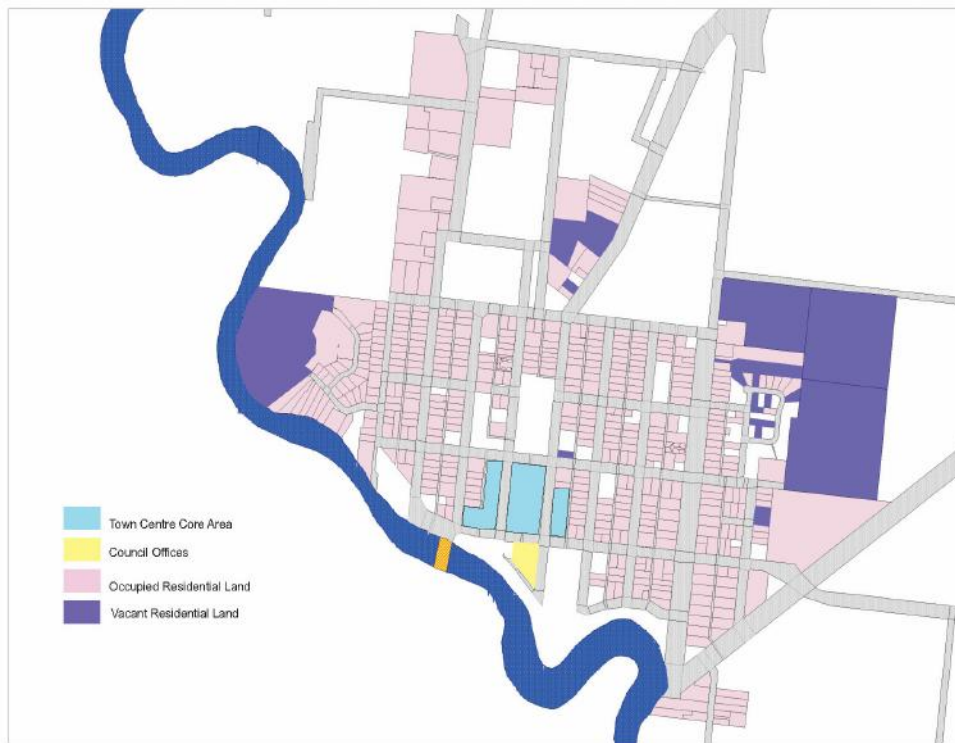 Town Centre Core Area
Council Offices
Occupied Residential Land
Vacant Residential Land